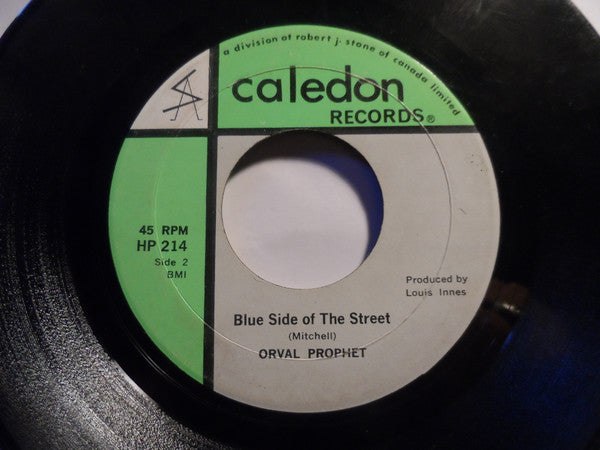 a division of robert j. stone of canada limited
caledon
RECORDS®
45 RPM
HP 214
Side 2
BMI
Produced by
Louis Innes
Blue Side of The Street
(Mitchell)
ORVAL PROPHET